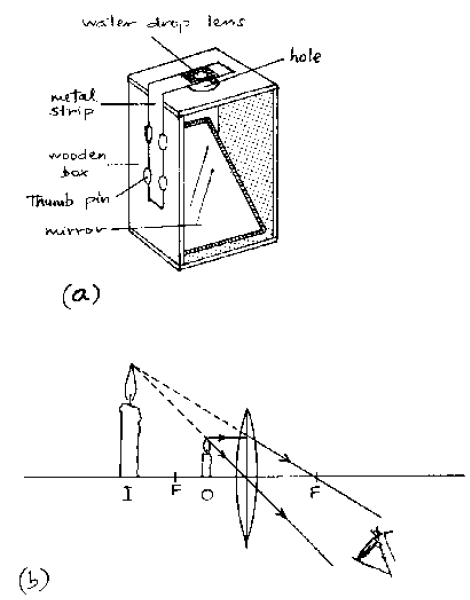 water drop lens
hole
metal
strip
wooden
box
Thumb pin
mirror
(a)
I F O F
(b)